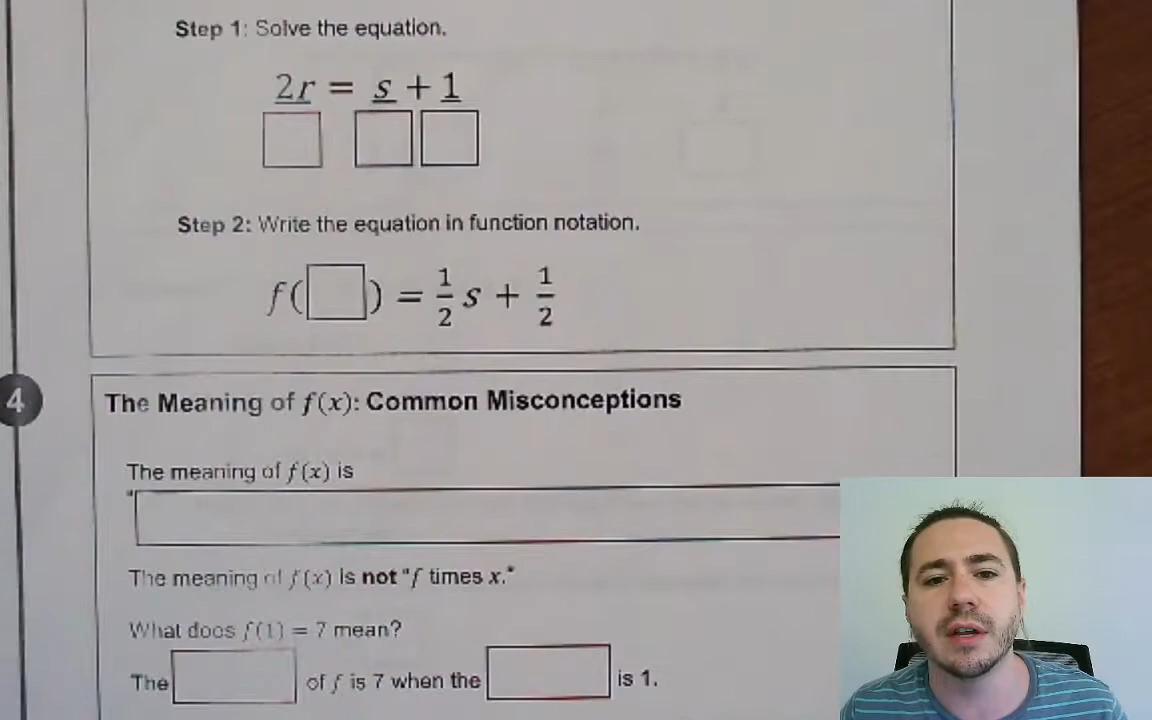 Step 1: Solve the equation.
2r = s + 1
Step 2: Write the equation in function notation.
f( ) = 1/2 s + 1/2
4
The Meaning of f(x): Common Misconceptions
The meaning of f(x) is
"
The meaning of f(x) is not "f times x."
What does f(1) = 7 mean?
The of f is 7 when the is 1.